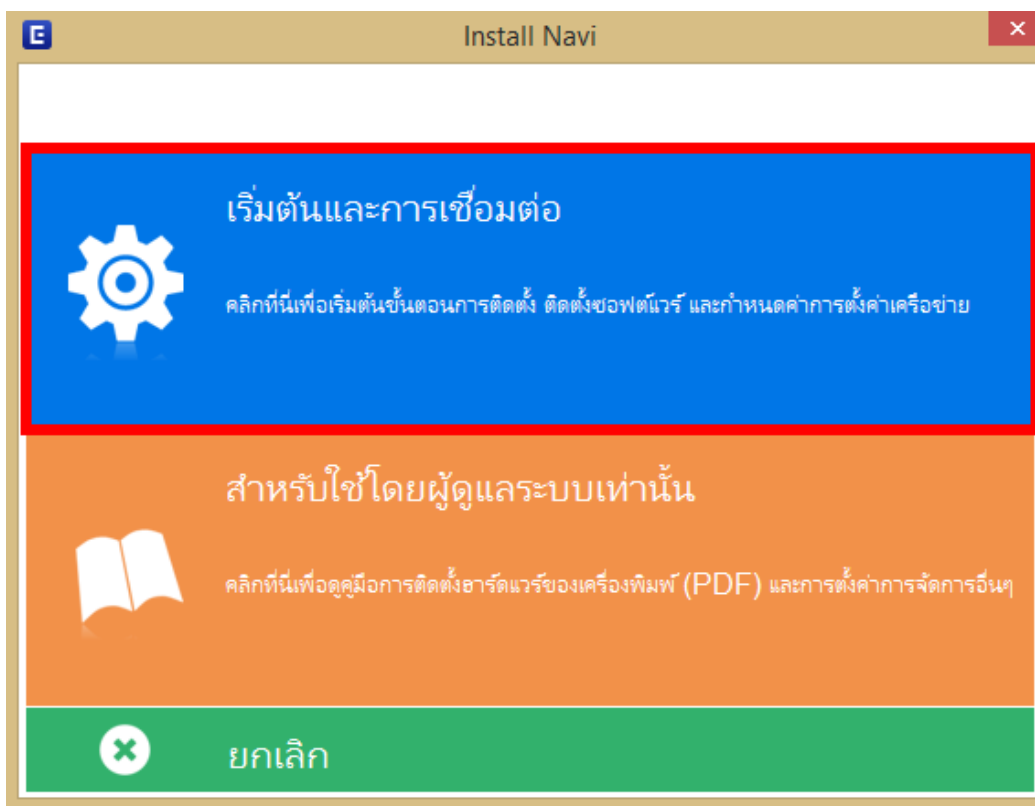 E
Install Navi
×
เริ่มต้นและการเชื่อมต่อ
คลิกที่นี่เพื่อเริ่มต้นขั้นตอนการติดตั้ง ติดตั้งซอฟต์แวร์ และกำหนดค่าการตั้งค่าเครือข่าย
สำหรับใช้โดยผู้ดูแลระบบเท่านั้น
คลิกที่นี่เพื่อดูคู่มือการติดตั้งฮาร์ดแวร์ของเครื่องพิมพ์ (PDF) และการตั้งค่าการจัดการอื่นๆ
ยกเลิก